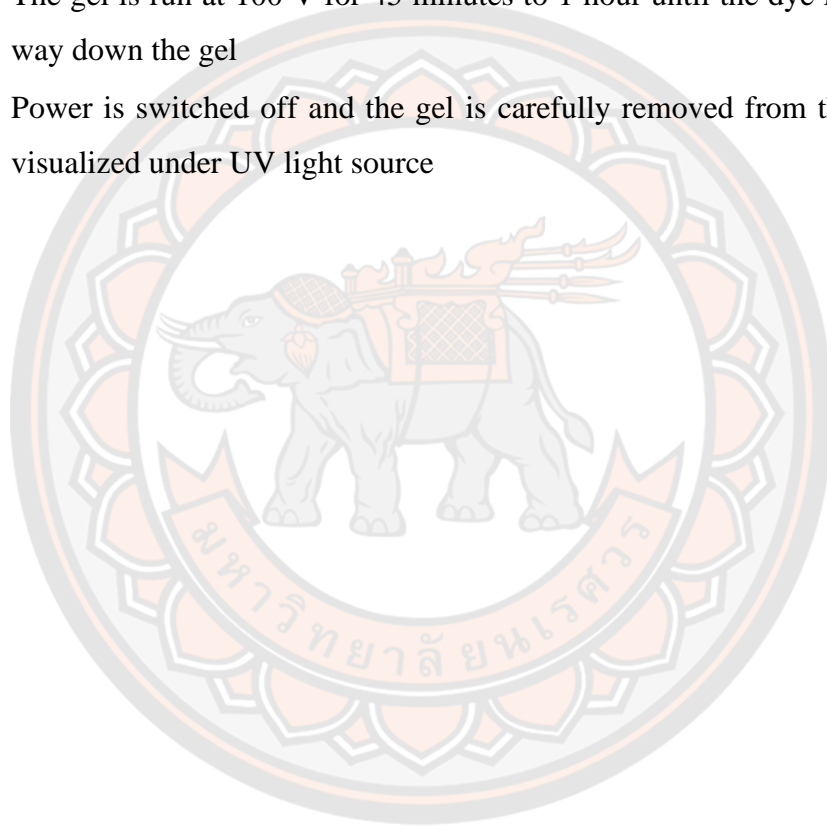 The gel is run at 100 V for 45 minutes to 1 hour until the dye
way down the gel
Power is switched off and the gel is carefully removed from
visualized under UV light source
มหาวิทยาลัยนเรศวร